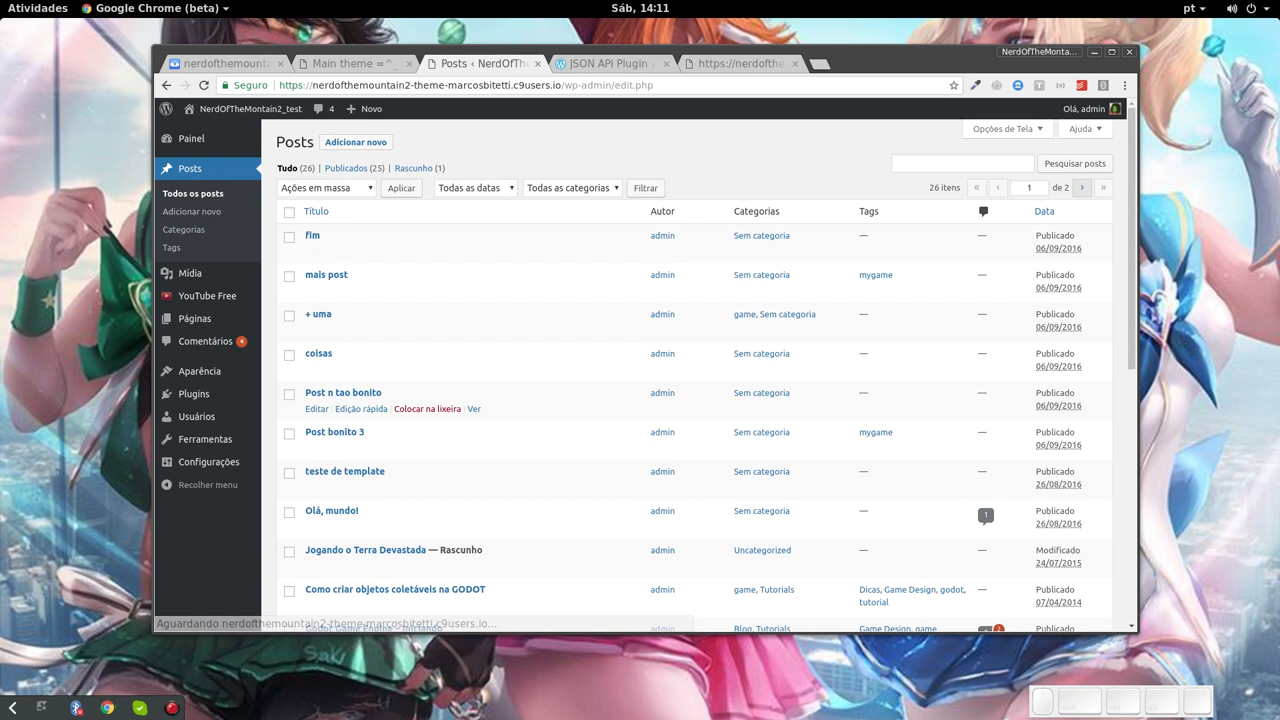 Atividades Google Chrome (beta) Sáb, 14:11 pt
NerdOfTheMonta...
nerdofthemounta Posts ‹ NerdOfTh JSON API Plugin ‹ https://nerdofthe
Seguro https://nerdofthemountain2-theme-marcosbitetti.c9users.io/wp-admin/edit.php
NerdOfTheMontain2_test 4 Novo Olá, admin
Painel
Posts
Todos os posts
Adicionar novo
Categorias
Tags
Mídia
YouTube Free
Páginas
Comentários 4
Aparência
Plugins
Usuários
Ferramentas
Configurações
Recolher menu
Opções de Tela Ajuda
Posts Adicionar novo
Tudo (26) | Publicados (25) | Rascunho (1) Pesquisar posts
Ações em massa Aplicar Todas as datas Todas as categorias Filtrar 26 itens « ‹ 1 de 2 › »
Título Autor Categorias Tags Data
fim admin Sem categoria — — Publicado
06/09/2016
mais post admin Sem categoria mygame — Publicado
06/09/2016
+ uma admin game, Sem categoria — — Publicado
06/09/2016
coisas admin Sem categoria — — Publicado
06/09/2016
Post n tao bonito admin Sem categoria — — Publicado
Editar | Edição rápida | Colocar na lixeira | Ver 06/09/2016
Post bonito 3 admin Sem categoria mygame — Publicado
06/09/2016
teste de template admin Sem categoria — — Publicado
26/08/2016
Olá, mundo! admin Sem categoria — 1 Publicado
26/08/2016
Jogando o Terra Devastada — Rascunho admin Uncategorized — — Modificado
24/07/2015
Como criar objetos coletáveis na GODOT admin game, Tutorials Dicas, Game Design, godot, — Publicado
tutorial 07/04/2014
admin Blog, Tutorials Game Design, game 2 Publicado
Aguardando nerdofthemountain2-theme-marcosbitetti.c9users.io...